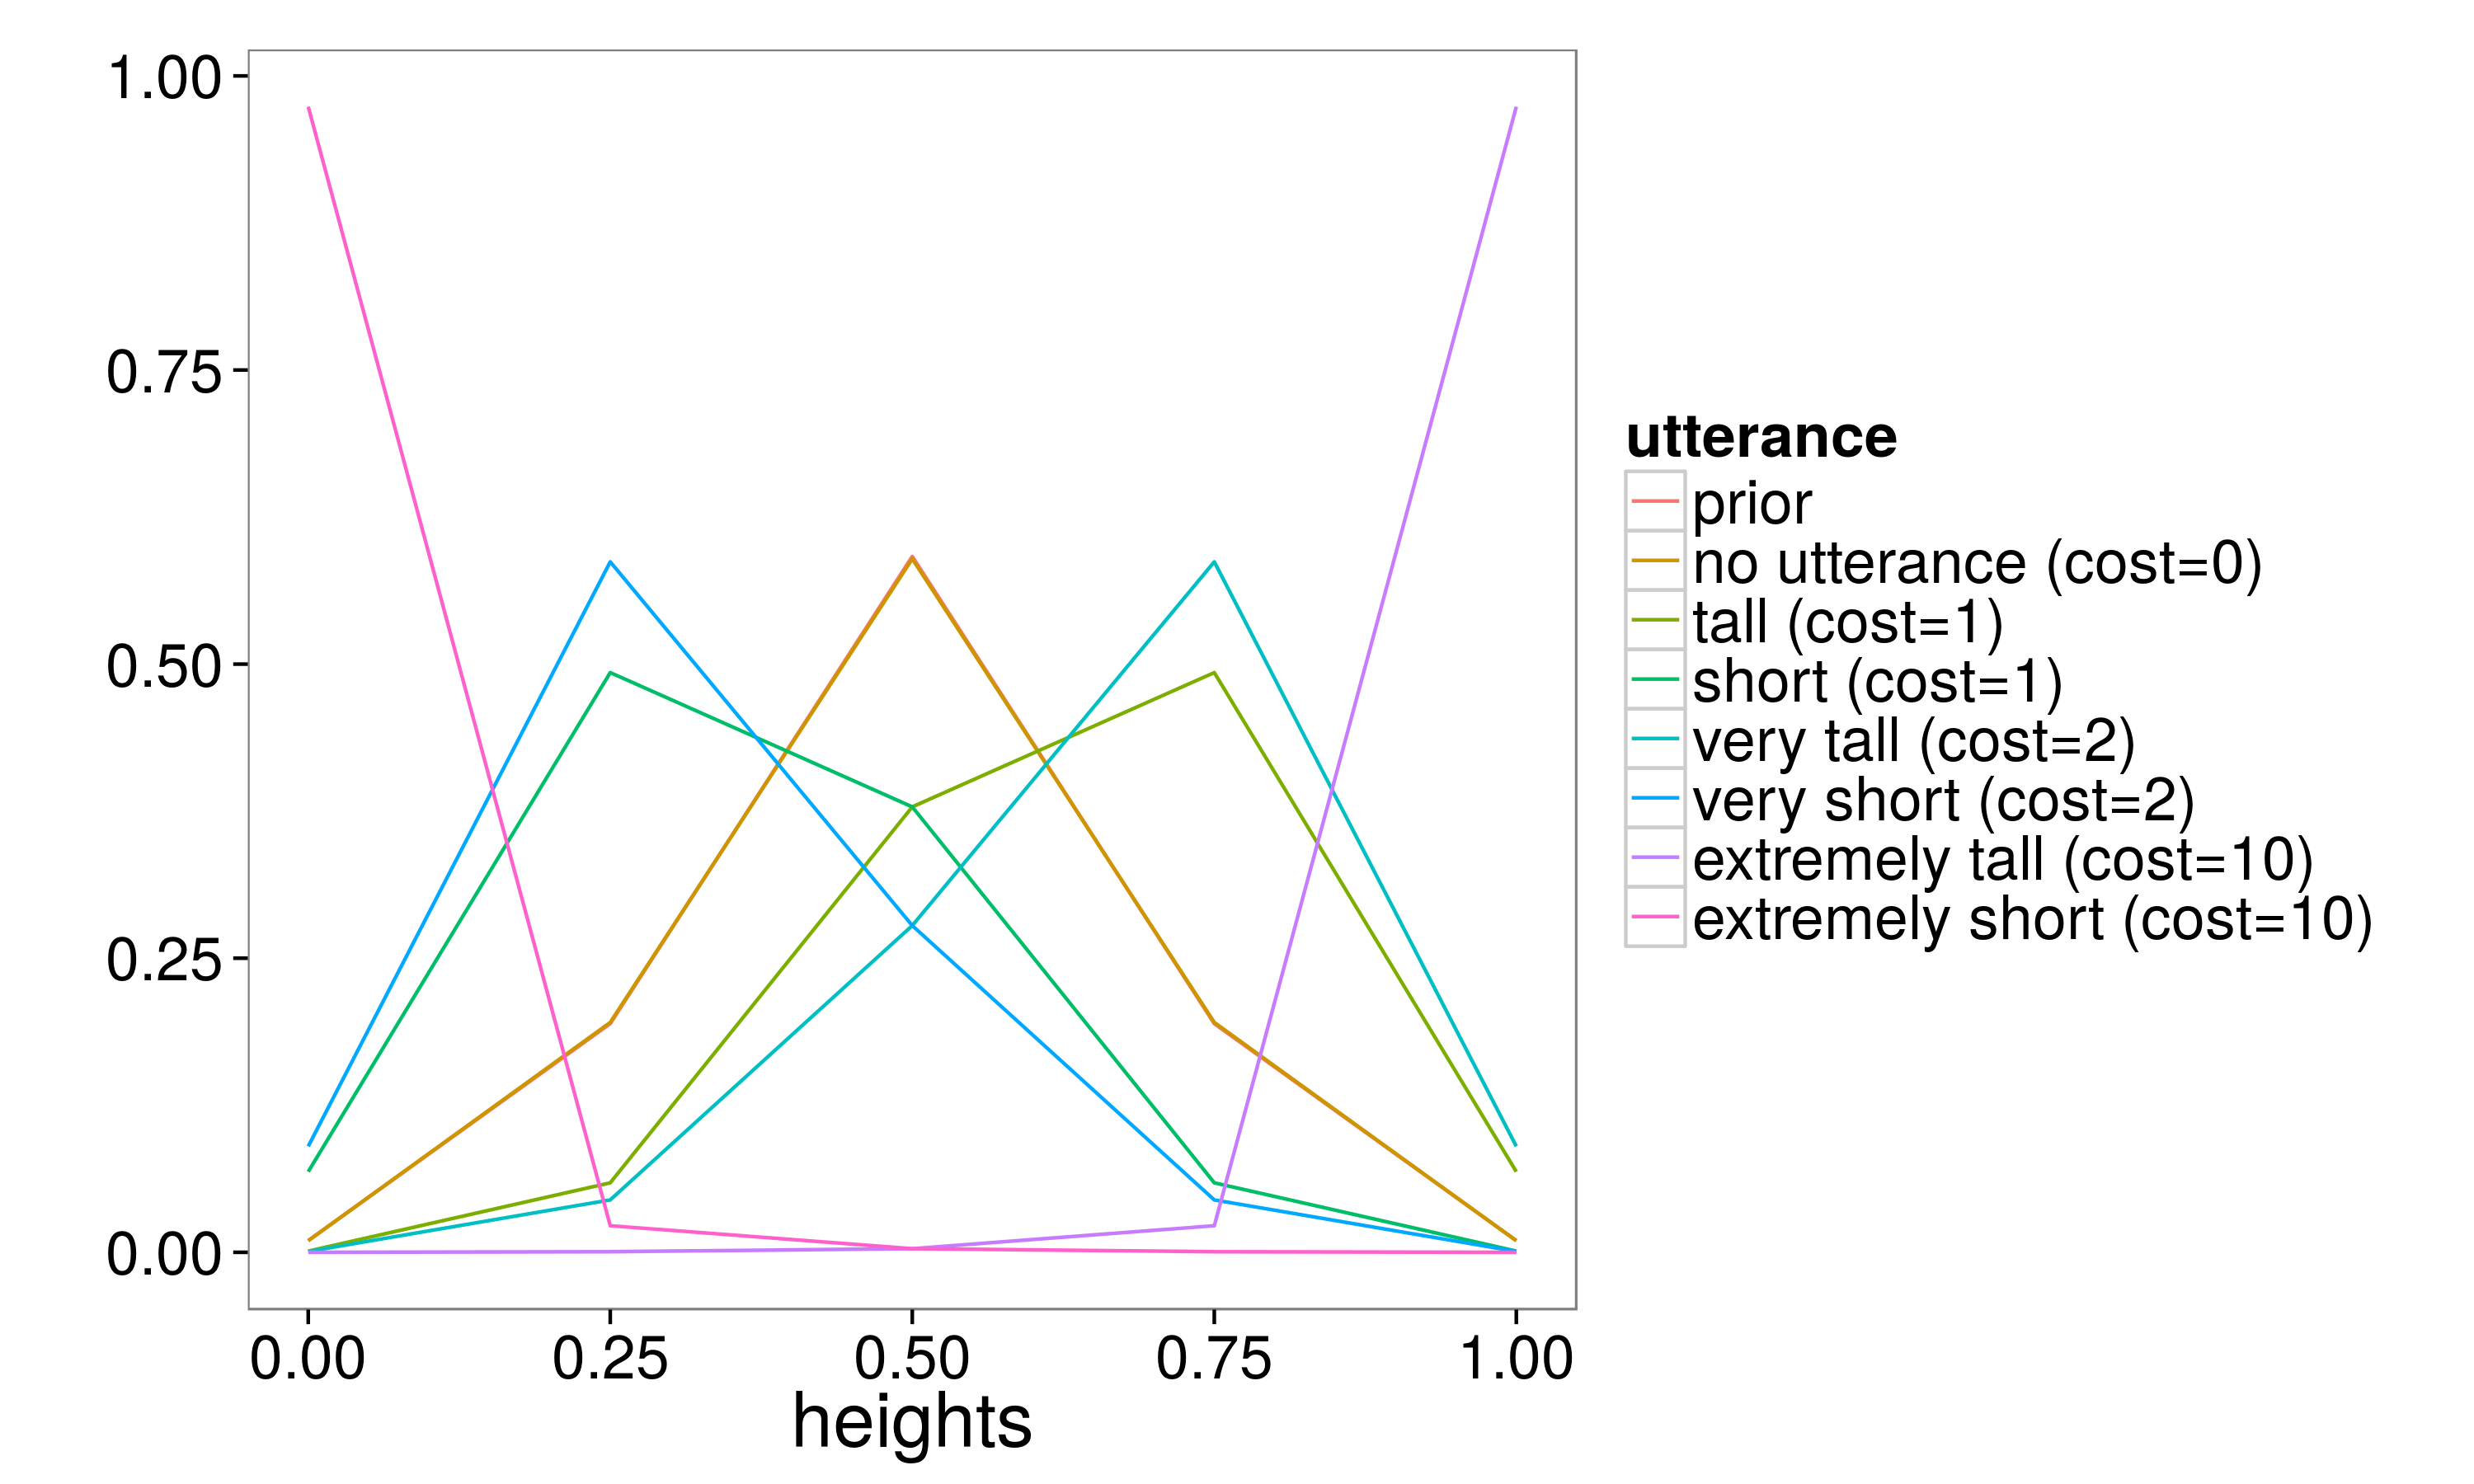 1.00
0.75
0.50
0.25
0.00
0.00 0.25 0.50 0.75 1.00
heights
utterance
prior
no utterance (cost=0)
tall (cost=1)
short (cost=1)
very tall (cost=2)
very short (cost=2)
extremely tall (cost=10)
extremely short (cost=10)